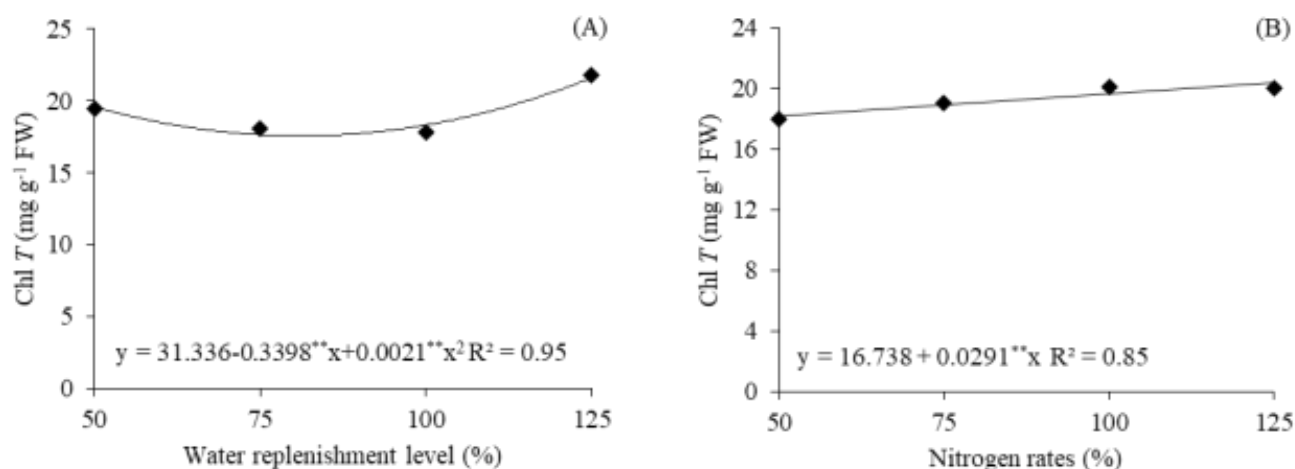 (A)
25
20
15
10
5
0
Chl T (mg g⁻¹ FW)
y = 31.336-0.3398**x+0.0021**x² R² = 0.95
50 75 100 125
Water replenishment level (%)
(B)
24
20
16
12
8
4
0
Chl T (mg g⁻¹ FW)
y = 16.738 + 0.0291**x R² = 0.85
50 75 100 125
Nitrogen rates (%)